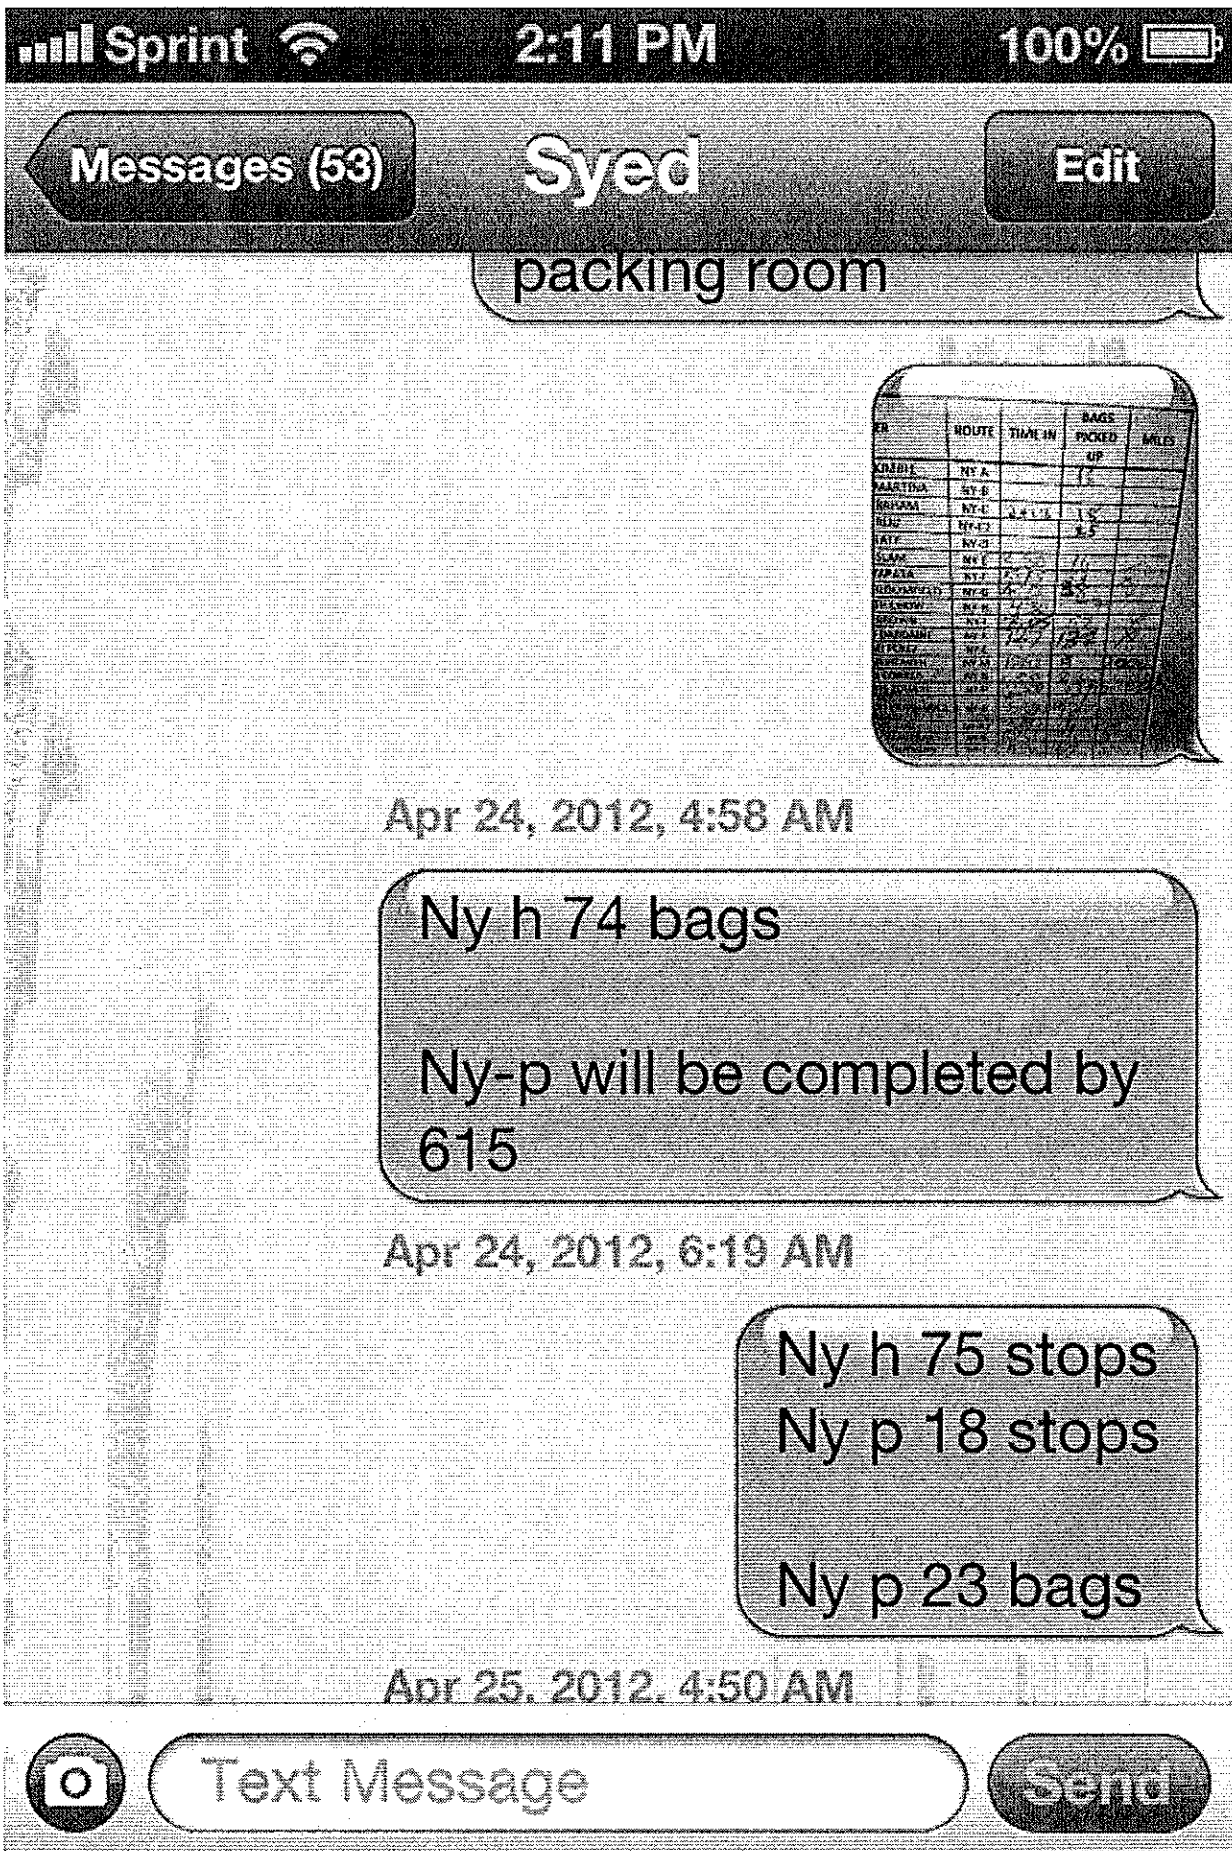 Sprint 2:11 PM 100%
Messages (53) Syed Edit
packing room
ROUTE TIME IN BAGS PICKED UP MILES
NY-A
MARTINA NY-B
Apr 24, 2012, 4:58 AM
Ny h 74 bags
Ny-p will be completed by
615
Apr 24, 2012, 6:19 AM
Ny h 75 stops
Ny p 18 stops
Ny p 23 bags
Apr 25, 2012, 4:50 AM
Text Message Send